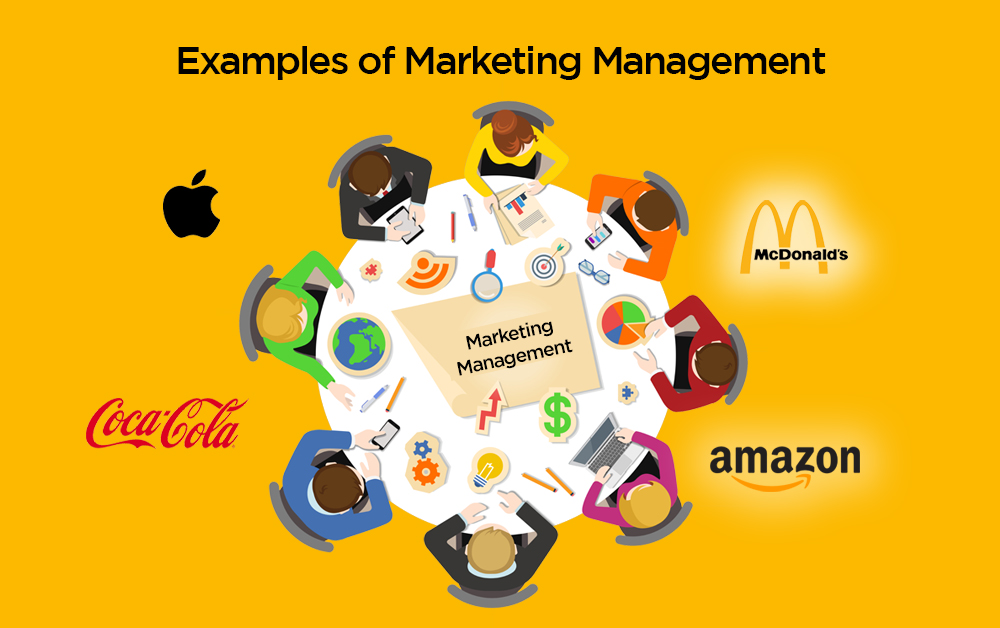 Examples of Marketing Management
McDonald's
Marketing
Management
Coca-Cola
amazon